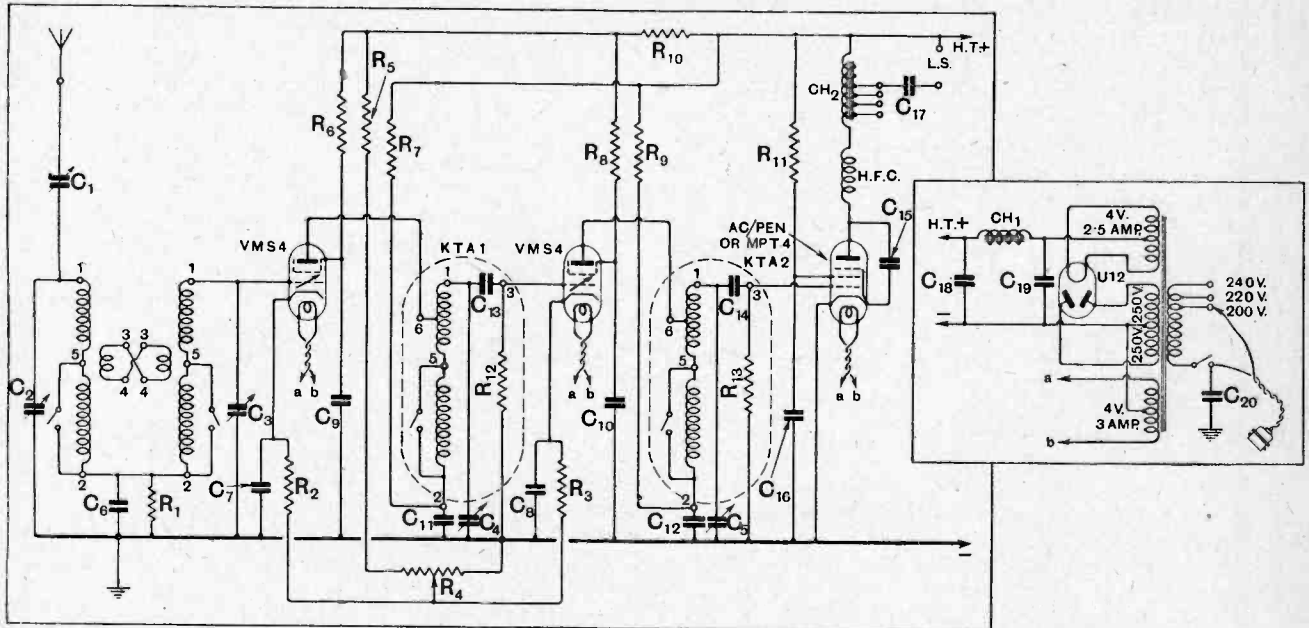 R10
H.T.+
L.S.
CH2
C17
R5
R6
R7
R8
R9
R11
H.F.C.
C1
VMS4
KTA1
VMS4
AC/PEN
OR MPT4
KTA2
C15
1
1
3
3
5
5
4
4
2
2
C2
C3
C6
R1
C7
R2
a b
C9
6
1
5
2
C13
3
R12
C11
C4
R4
C8
a b
R3
C10
6
1
5
2
C14
3
R13
C12
C5
C16
a b
–
H.T.+
CH1
4V.
2·5 AMP.
C18
C19
U12
–
250V.
250V.
240V.
220V.
200V.
a
b
4V.
3 AMP.
C20